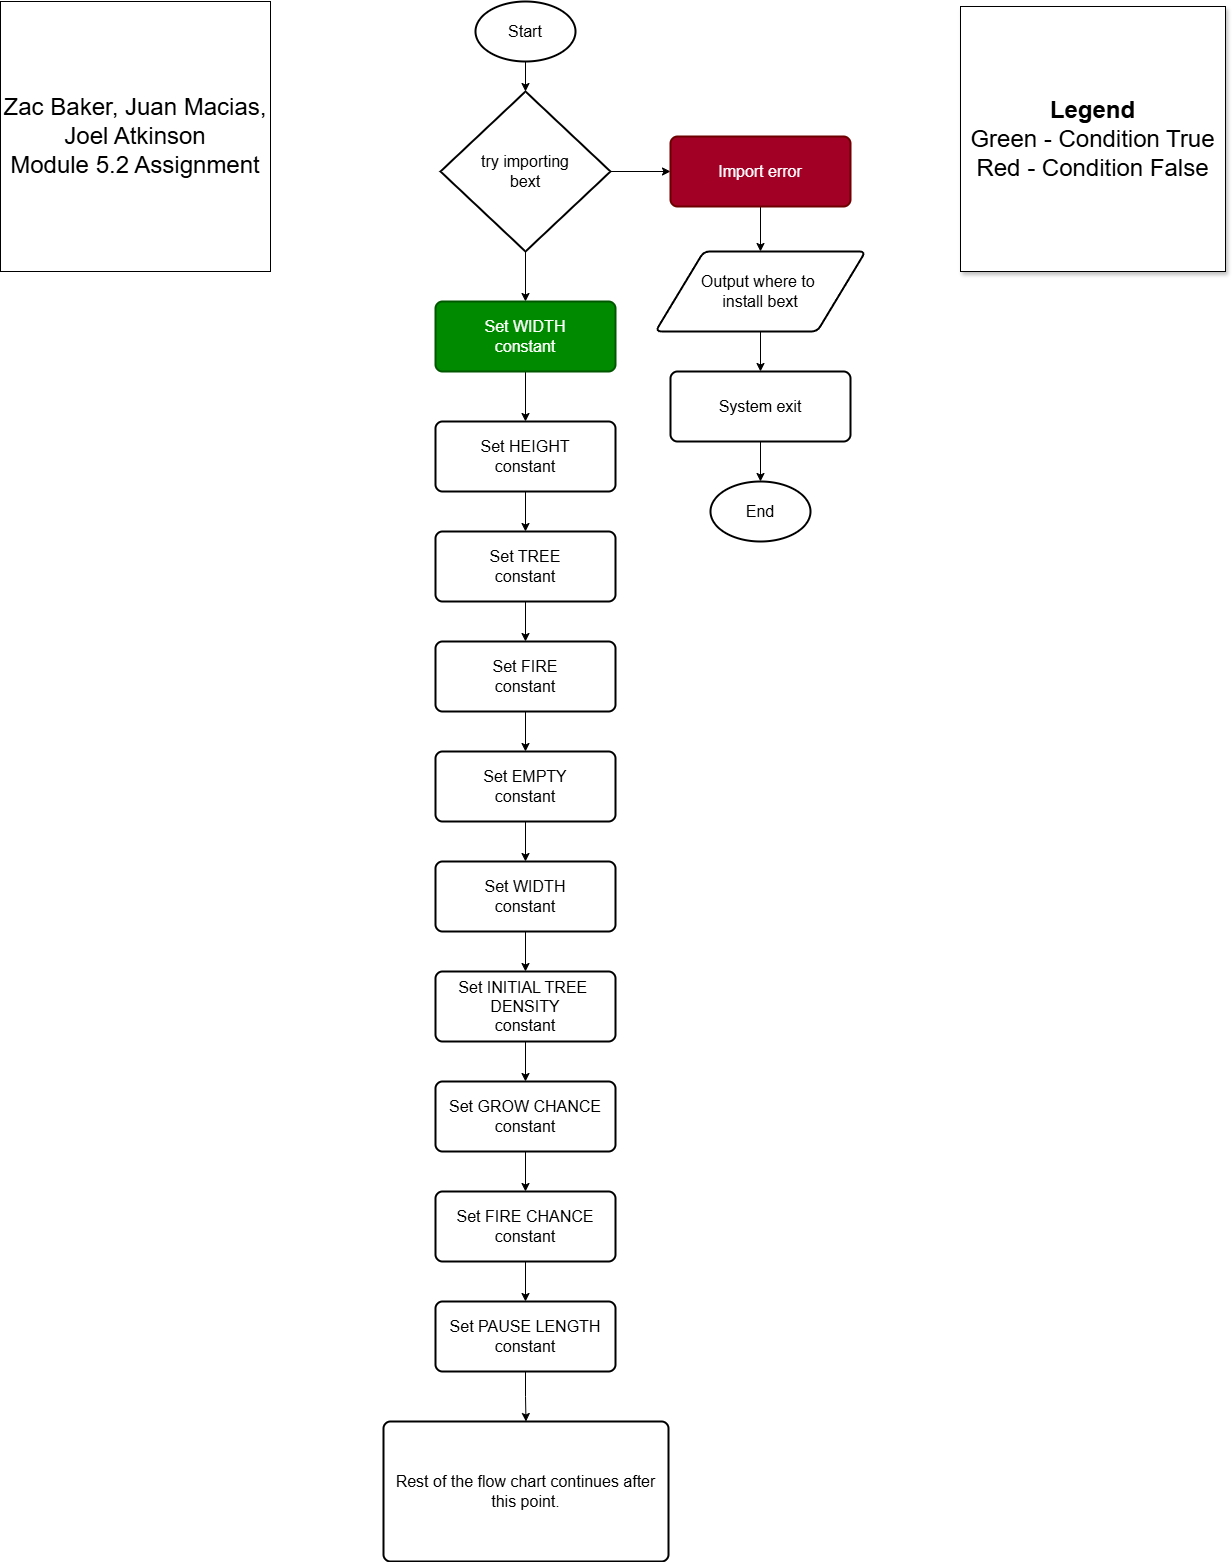 Zac Baker, Juan Macias,
Joel Atkinson
Module 5.2 Assignment
Start
Legend
Green - Condition True
Red - Condition False
try importing
bext
Import error
Output where to
install bext
System exit
End
Set WIDTH
constant
Set HEIGHT
constant
Set TREE
constant
Set FIRE
constant
Set EMPTY
constant
Set WIDTH
constant
Set INITIAL TREE
DENSITY
constant
Set GROW CHANCE
constant
Set FIRE CHANCE
constant
Set PAUSE LENGTH
constant
Rest of the flow chart continues after
this point.